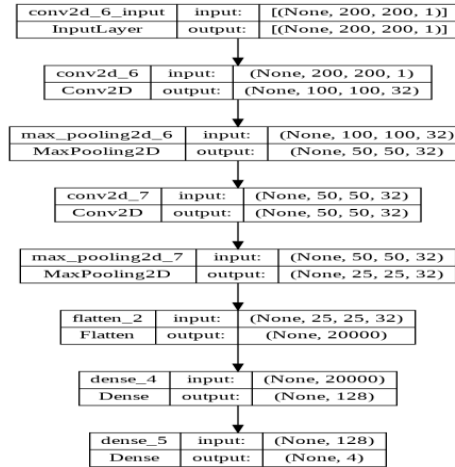 conv2d_6_input input: [(None, 200, 200, 1)]
InputLayer output: [(None, 200, 200, 1)]
conv2d_6 input: (None, 200, 200, 1)
Conv2D output: (None, 100, 100, 32)
max_pooling2d_6 input: (None, 100, 100, 32)
MaxPooling2D output: (None, 50, 50, 32)
conv2d_7 input: (None, 50, 50, 32)
Conv2D output: (None, 50, 50, 32)
max_pooling2d_7 input: (None, 50, 50, 32)
MaxPooling2D output: (None, 25, 25, 32)
flatten_2 input: (None, 25, 25, 32)
Flatten output: (None, 20000)
dense_4 input: (None, 20000)
Dense output: (None, 128)
dense_5 input: (None, 128)
Dense output: (None, 4)